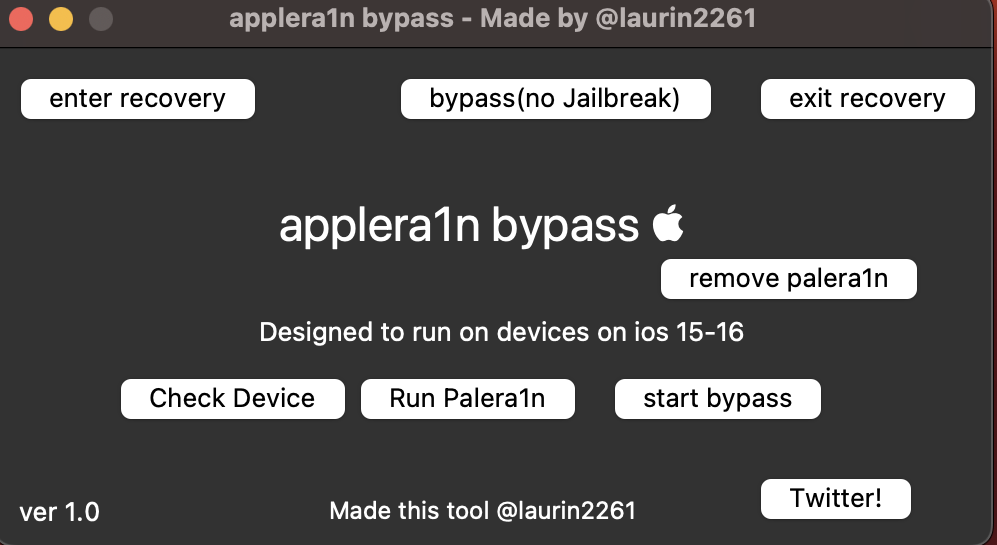 applera1n bypass - Made by @laurin2261
enter recovery
bypass(no Jailbreak)
exit recovery
applera1n bypass
remove palera1n
Designed to run on devices on ios 15-16
Check Device
Run Palera1n
start bypass
Twitter!
ver 1.0
Made this tool @laurin2261